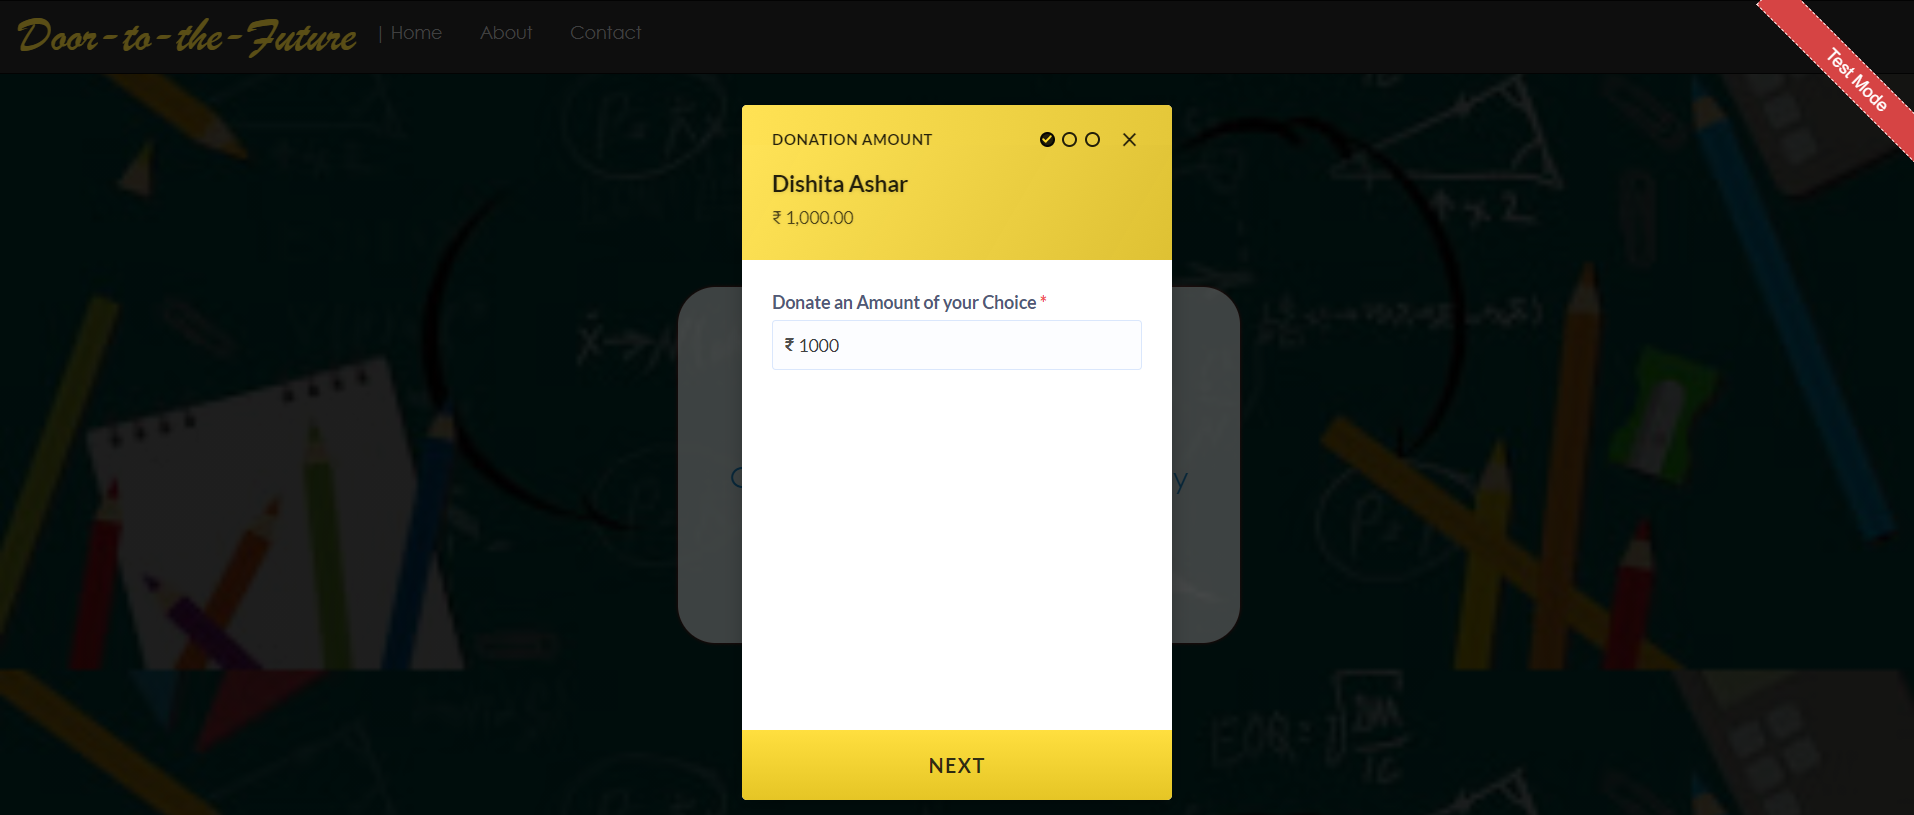 Door-to-the-Future | Home About Contact
Test Mode
DONATION AMOUNT
Dishita Ashar
₹ 1,000.00
Donate an Amount of your Choice *
₹ 1000
NEXT